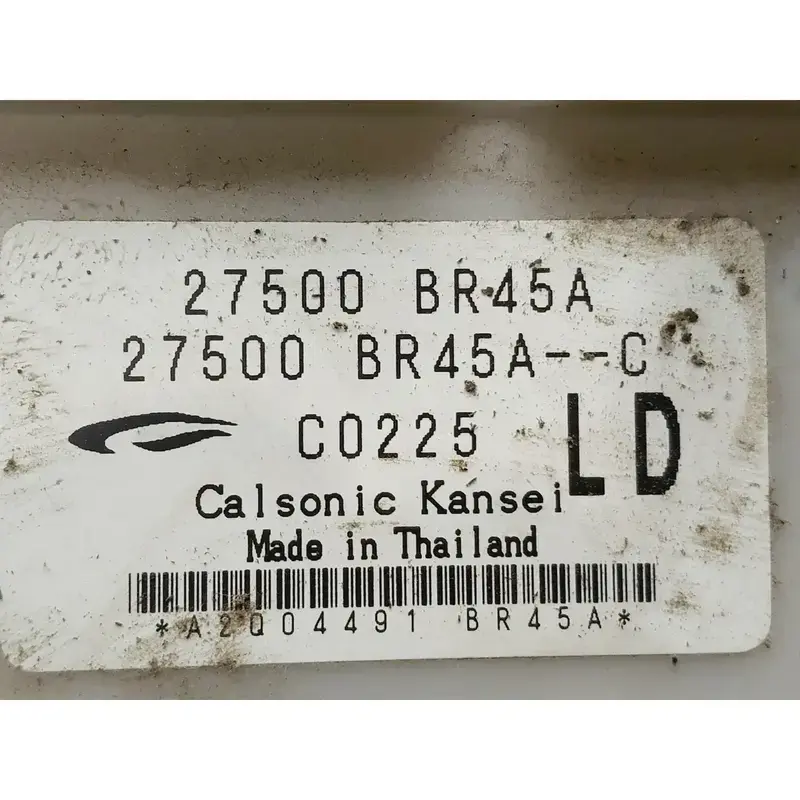 27500 BR45A
27500 BR45A--C
C0225 LD
Calsonic Kansei
Made in Thailand
*A2Q04491 BR45A*